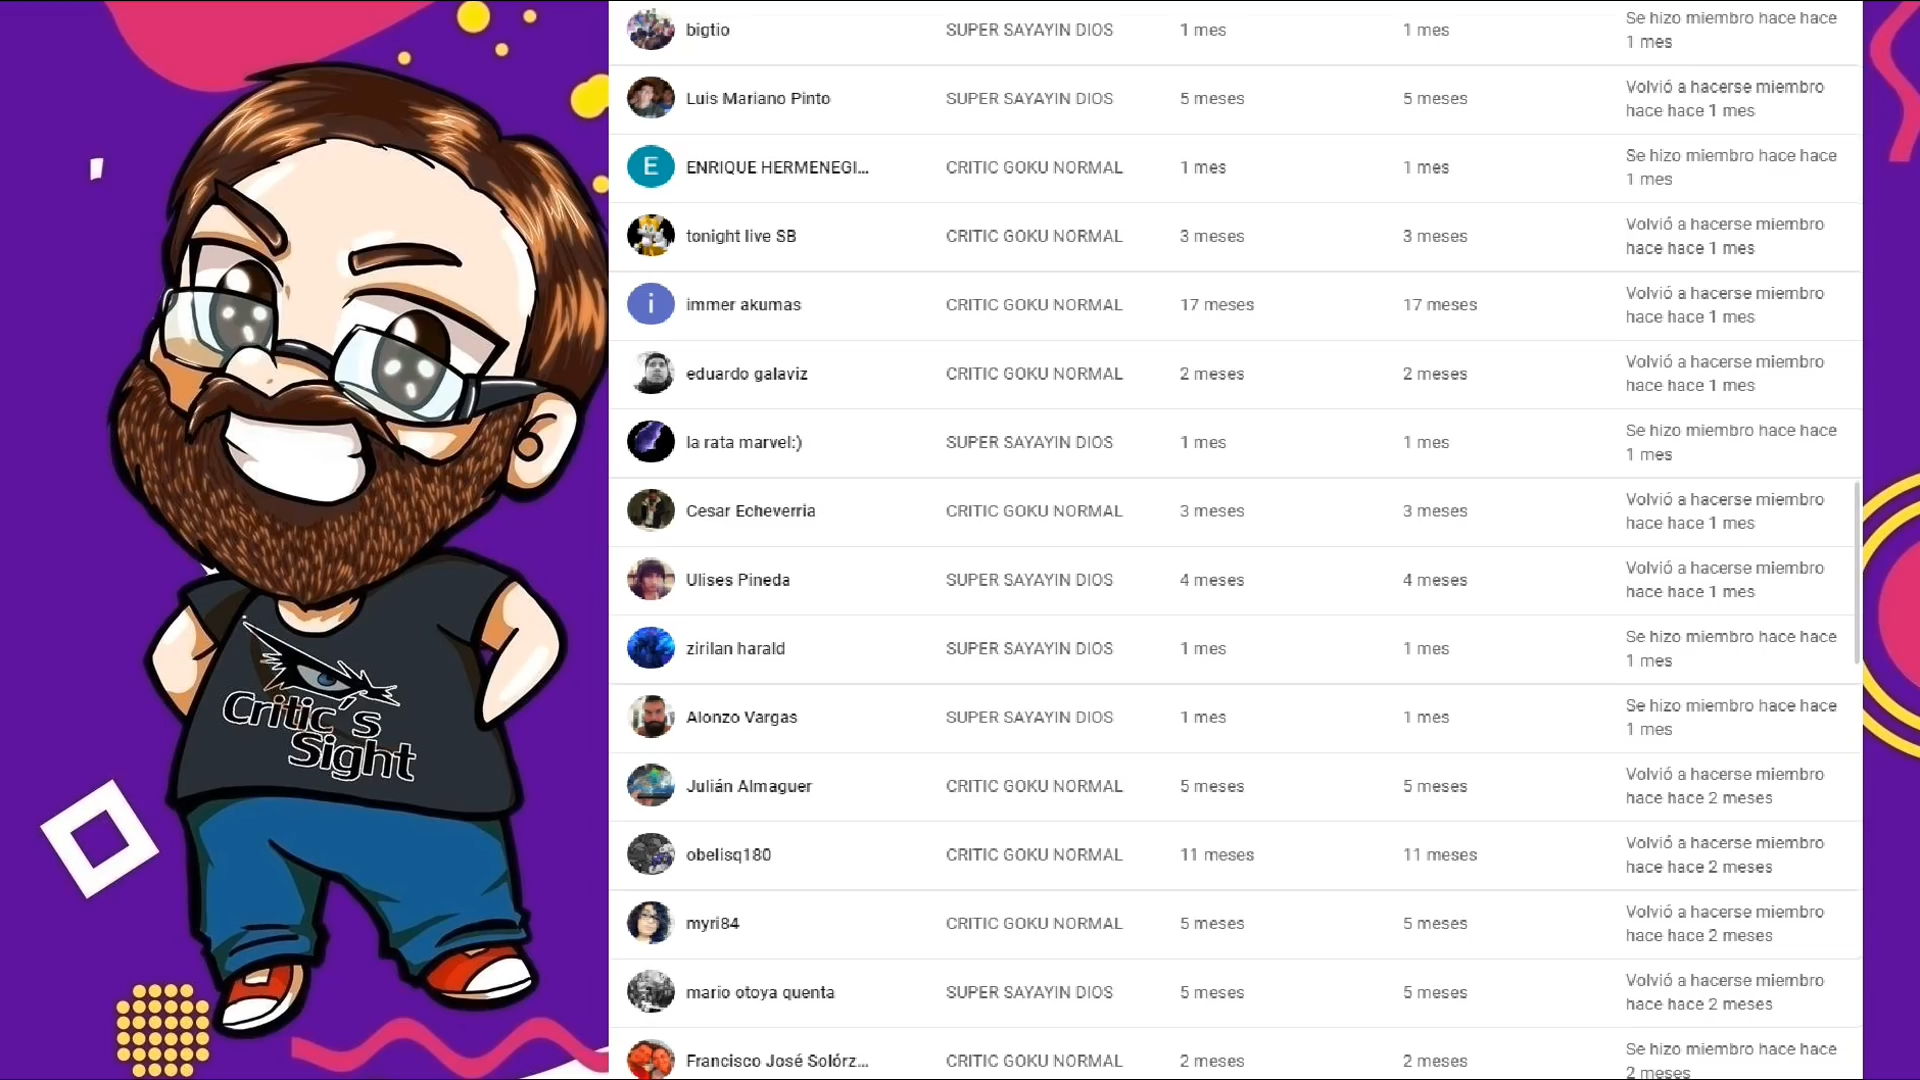 bigtio SUPER SAYAYIN DIOS 1 mes 1 mes Se hizo miembro hace hace
1 mes
Luis Mariano Pinto SUPER SAYAYIN DIOS 5 meses 5 meses Volvió a hacerse miembro
hace hace 1 mes
E ENRIQUE HERMENEGI... CRITIC GOKU NORMAL 1 mes 1 mes Se hizo miembro hace hace
1 mes
tonight live SB CRITIC GOKU NORMAL 3 meses 3 meses Volvió a hacerse miembro
hace hace 1 mes
i immer akumas CRITIC GOKU NORMAL 17 meses 17 meses Volvió a hacerse miembro
hace hace 1 mes
eduardo galaviz CRITIC GOKU NORMAL 2 meses 2 meses Volvió a hacerse miembro
hace hace 1 mes
la rata marvel:) SUPER SAYAYIN DIOS 1 mes 1 mes Se hizo miembro hace hace
1 mes
Cesar Echeverria CRITIC GOKU NORMAL 3 meses 3 meses Volvió a hacerse miembro
hace hace 1 mes
Ulises Pineda SUPER SAYAYIN DIOS 4 meses 4 meses Volvió a hacerse miembro
hace hace 1 mes
zirilan harald SUPER SAYAYIN DIOS 1 mes 1 mes Se hizo miembro hace hace
1 mes
Alonzo Vargas SUPER SAYAYIN DIOS 1 mes 1 mes Se hizo miembro hace hace
1 mes
Julián Almaguer CRITIC GOKU NORMAL 5 meses 5 meses Volvió a hacerse miembro
hace hace 2 meses
obelisq180 CRITIC GOKU NORMAL 11 meses 11 meses Volvió a hacerse miembro
hace hace 2 meses
myri84 CRITIC GOKU NORMAL 5 meses 5 meses Volvió a hacerse miembro
hace hace 2 meses
mario otoya quenta SUPER SAYAYIN DIOS 5 meses 5 meses Volvió a hacerse miembro
hace hace 2 meses
Francisco José Solórz... CRITIC GOKU NORMAL 2 meses 2 meses Se hizo miembro hace hace
2 meses
Critic's
Sight